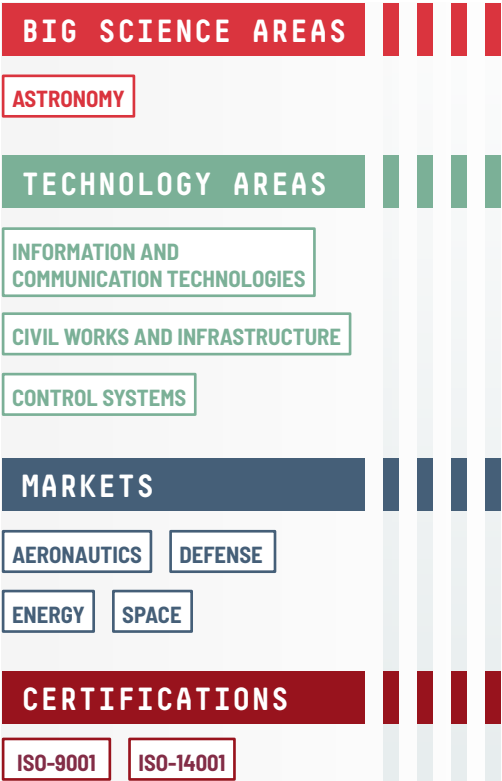 BIG SCIENCE AREAS
ASTRONOMY
TECHNOLOGY AREAS
INFORMATION AND
COMMUNICATION TECHNOLOGIES
CIVIL WORKS AND INFRASTRUCTURE
CONTROL SYSTEMS
MARKETS
AERONAUTICS DEFENSE
ENERGY SPACE
CERTIFICATIONS
ISO-9001 ISO-14001